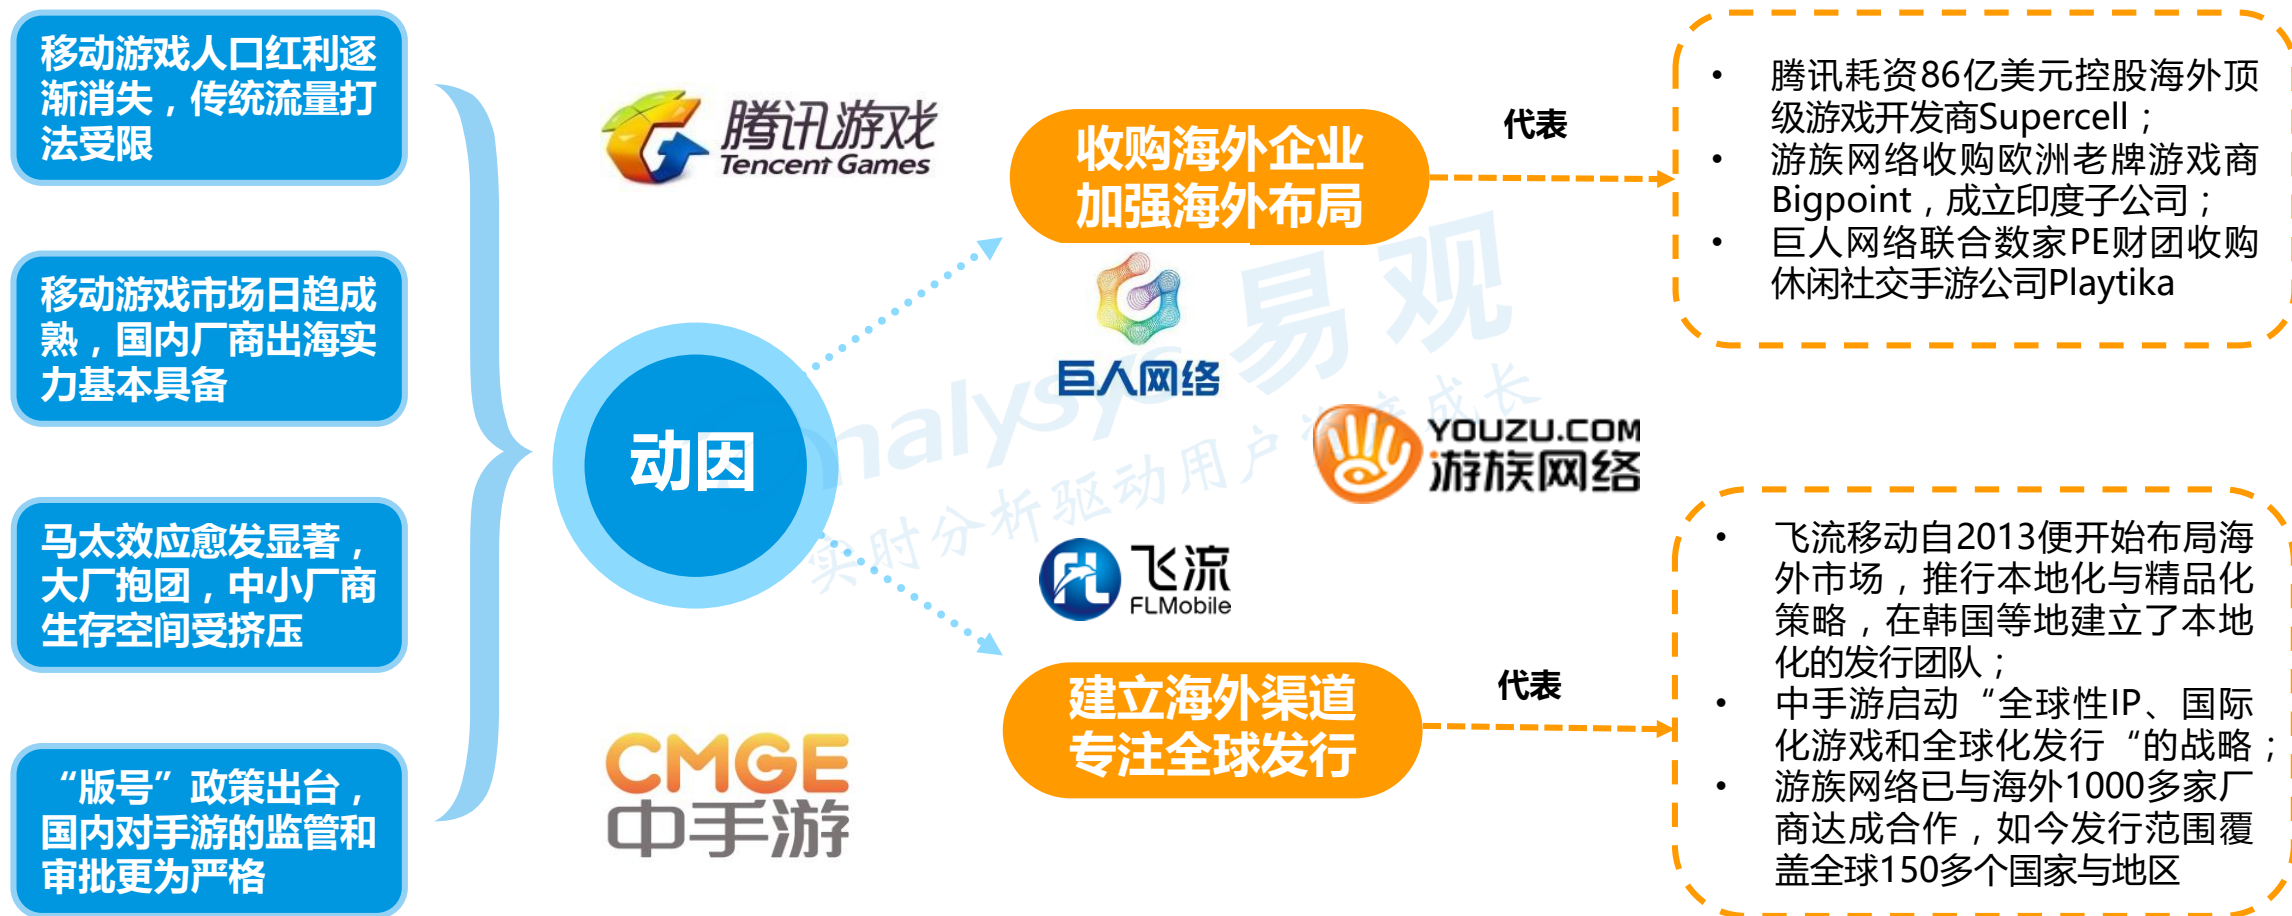 移动游戏人口红利逐
渐消失，传统流量打
法受限
移动游戏市场日趋成
熟，国内厂商出海实
力基本具备
马太效应愈发显著，
大厂抱团，中小厂商
生存空间受挤压
“版号”政策出台，
国内对手游的监管和
审批更为严格
动因
腾讯游戏
Tencent Games
收购海外企业
加强海外布局
巨人网络
YOUZU.COM
游族网络
飞流
FLMobile
建立海外渠道
专注全球发行
CMGE
中手游
代表
• 腾讯耗资86亿美元控股海外顶
级游戏开发商Supercell；
• 游族网络收购欧洲老牌游戏商
Bigpoint，成立印度子公司；
• 巨人网络联合数家PE财团收购
休闲社交手游公司Playtika
代表
• 飞流移动自2013便开始布局海
外市场，推行本地化与精品化
策略，在韩国等地建立了本地
化的发行团队；
• 中手游启动“全球性IP、国际
化游戏和全球化发行“的战略；
• 游族网络已与海外1000多家厂
商达成合作，如今发行范围覆
盖全球150多个国家与地区
nalysys 易观
实时分析驱动用户 成长